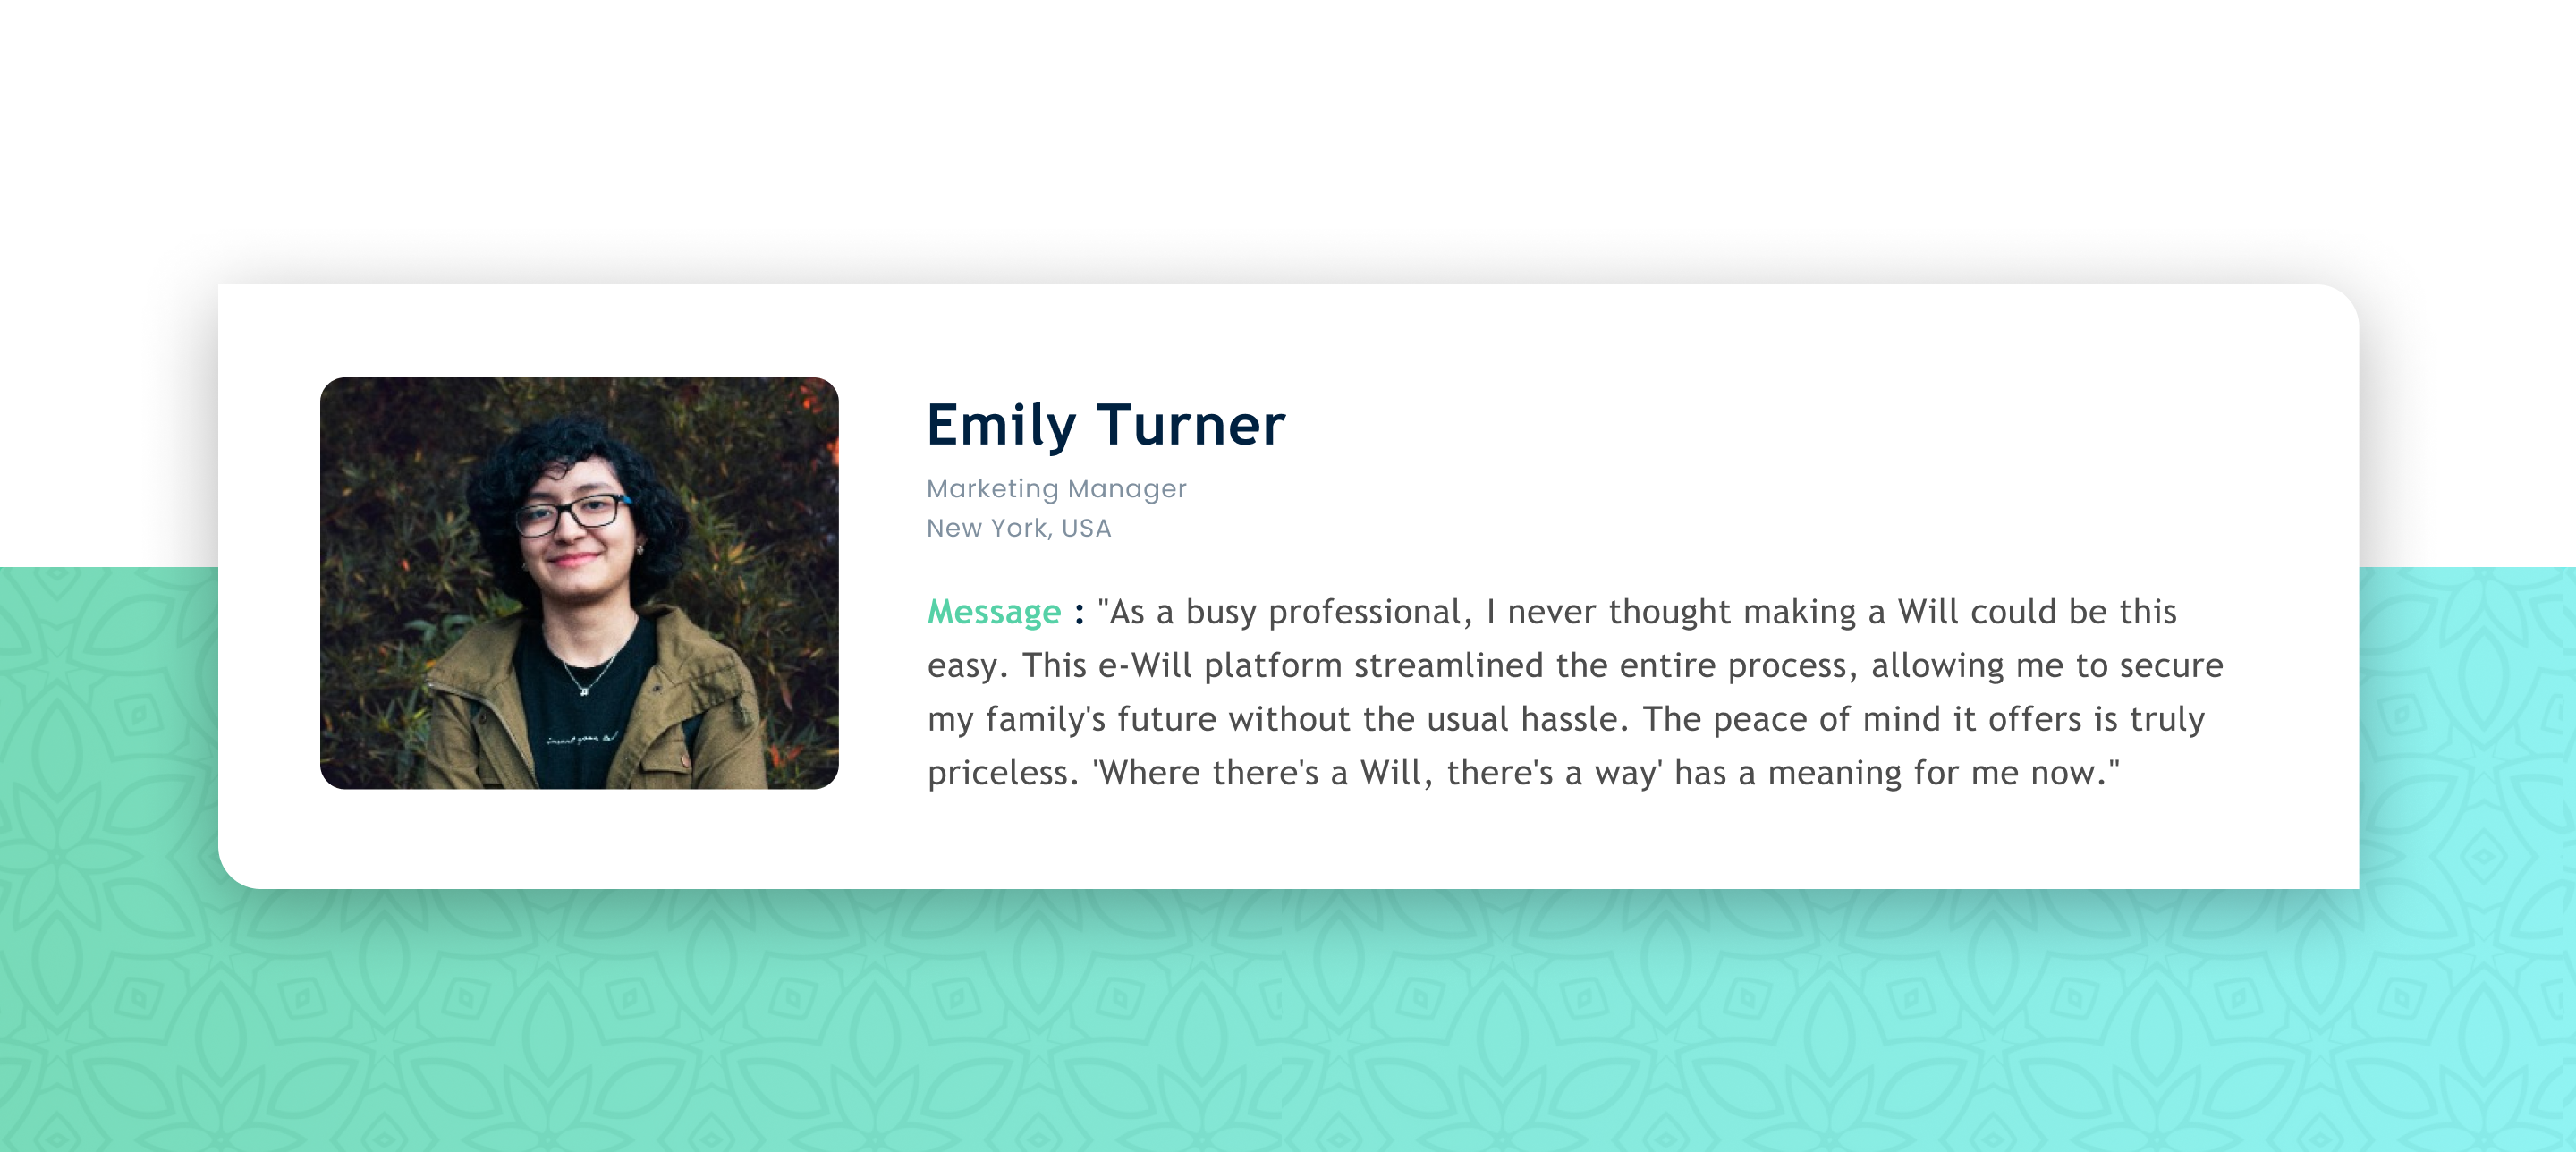 Emily Turner
Marketing Manager
New York, USA
Message : "As a busy professional, I never thought making a Will could be this
easy. This e-Will platform streamlined the entire process, allowing me to secure
my family's future without the usual hassle. The peace of mind it offers is truly
priceless. 'Where there's a Will, there's a way' has a meaning for me now."